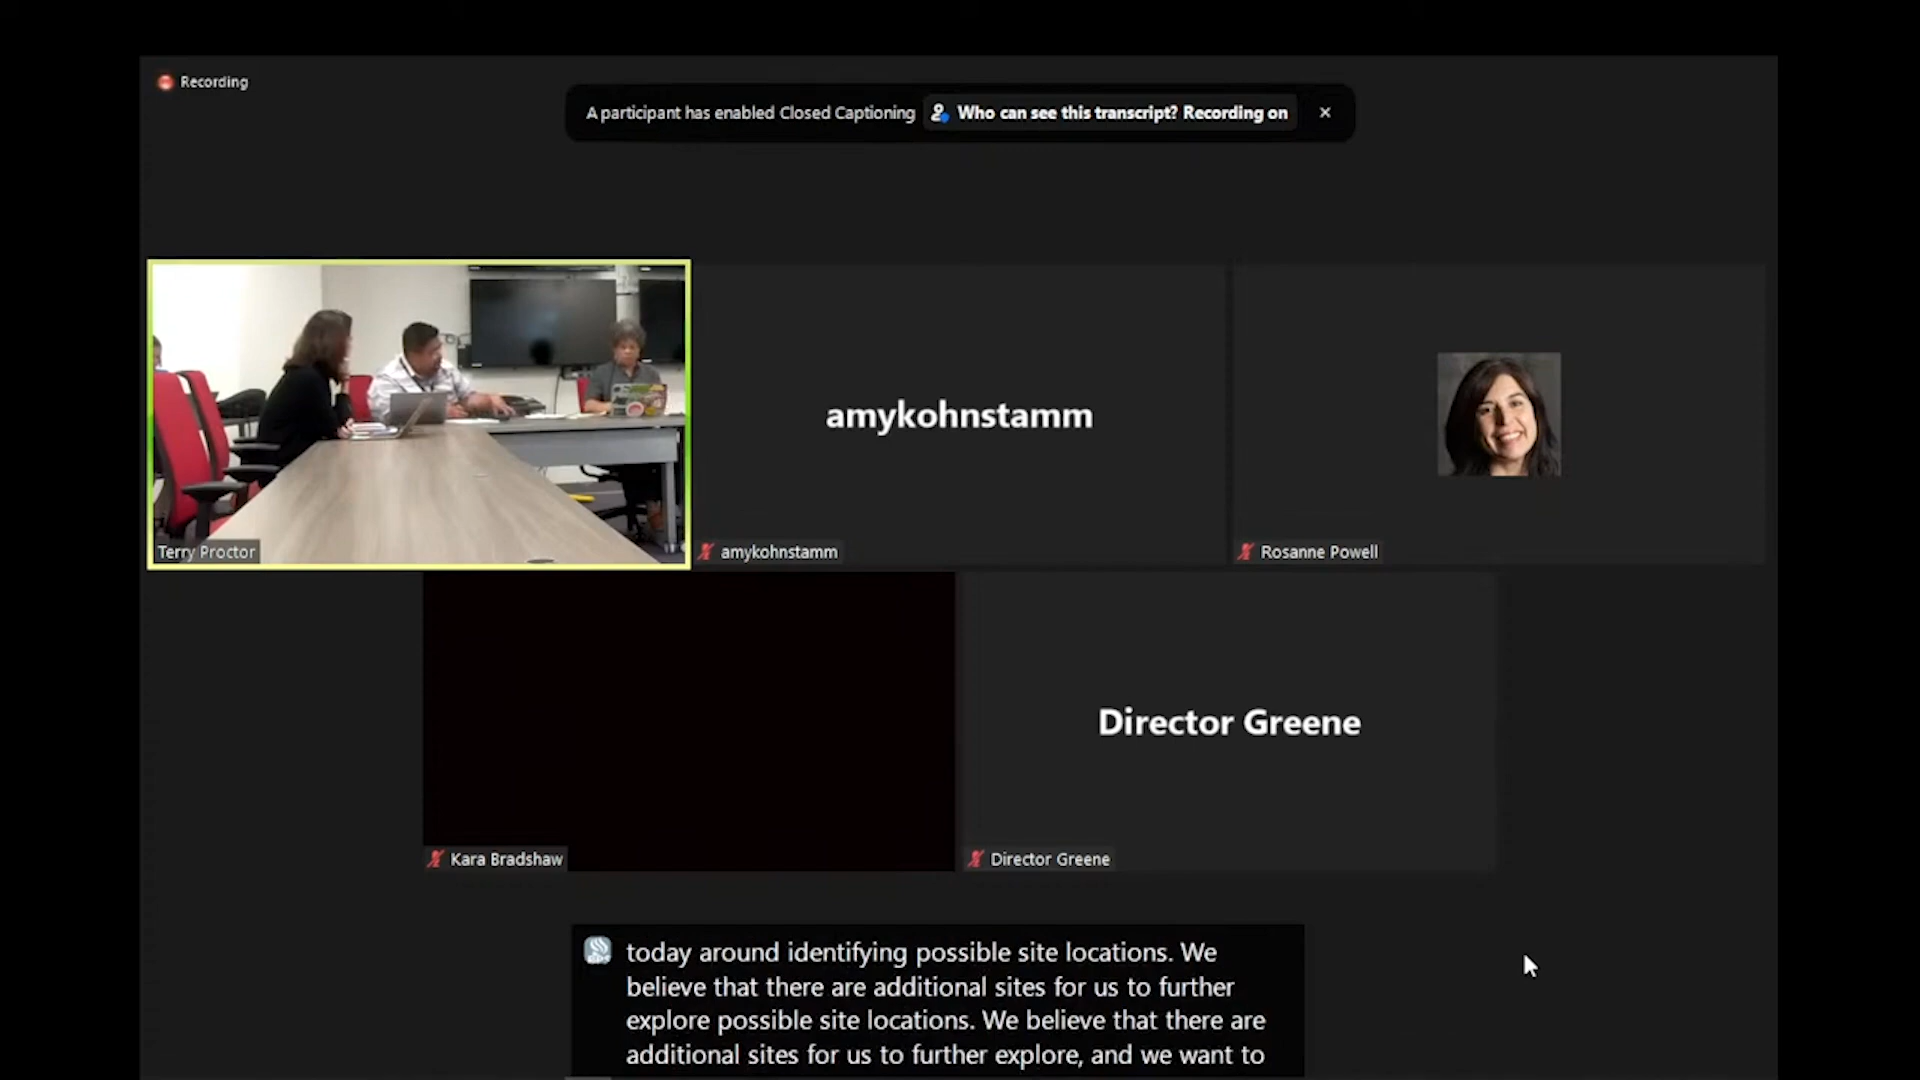 Recording
A participant has enabled Closed Captioning Who can see this transcript? Recording on
Terry Proctor
amykohnstamm
amykohnstamm
Rosanne Powell
Kara Bradshaw
Director Greene
Director Greene
today around identifying possible site locations. We
believe that there are additional sites for us to further
explore possible site locations. We believe that there are
additional sites for us to further explore, and we want to